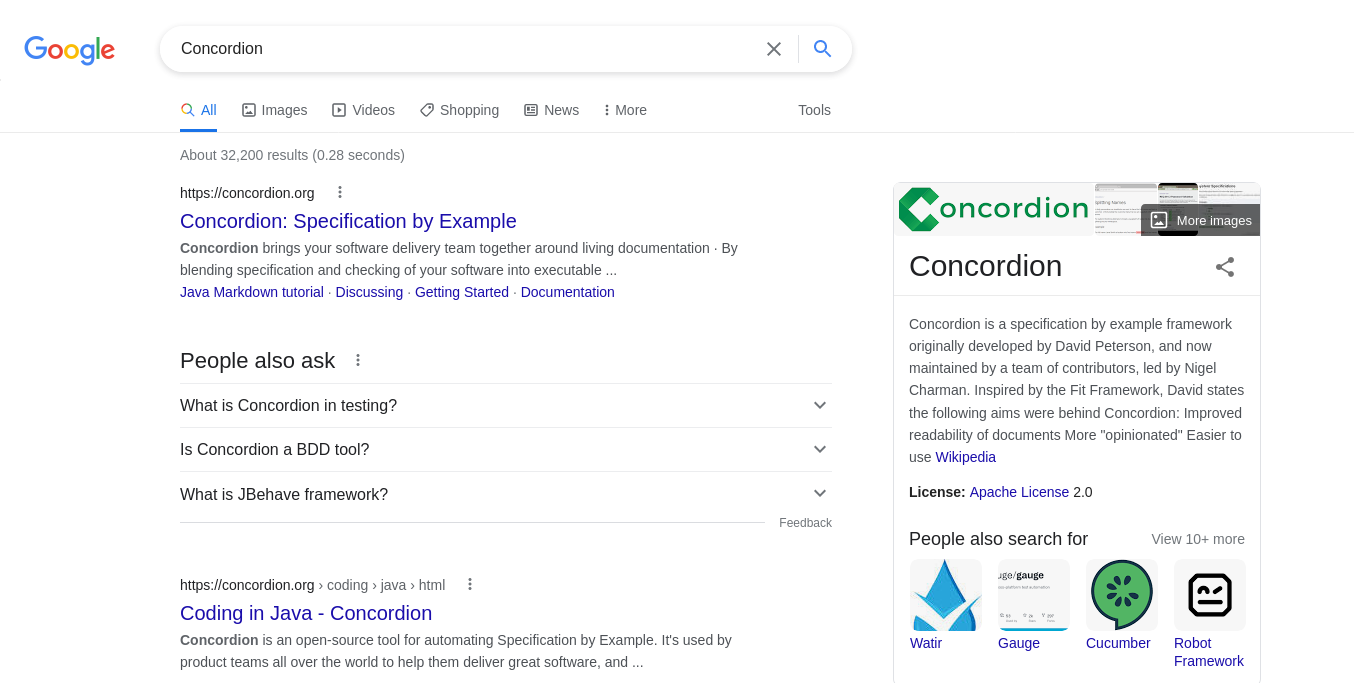 Google
Concordion
All
Images
Videos
Shopping
News
More
Tools
About 32,200 results (0.28 seconds)
https://concordion.org
Concordion: Specification by Example
Concordion brings your software delivery team together around living documentation · By
blending specification and checking of your software into executable ...
Java Markdown tutorial · Discussing · Getting Started · Documentation
People also ask
What is Concordion in testing?
Is Concordion a BDD tool?
What is JBehave framework?
Feedback
https://concordion.org › coding › java › html
Coding in Java - Concordion
Concordion is an open-source tool for automating Specification by Example. It's used by
product teams all over the world to help them deliver great software, and ...
Concordion
More images
Concordion
Concordion is a specification by example framework
originally developed by David Peterson, and now
maintained by a team of contributors, led by Nigel
Charman. Inspired by the Fit Framework, David states
the following aims were behind Concordion: Improved
readability of documents More "opinionated" Easier to
use Wikipedia
License: Apache License 2.0
People also search for
View 10+ more
uge/gauge
Watir
Gauge
Cucumber
Robot
Framework